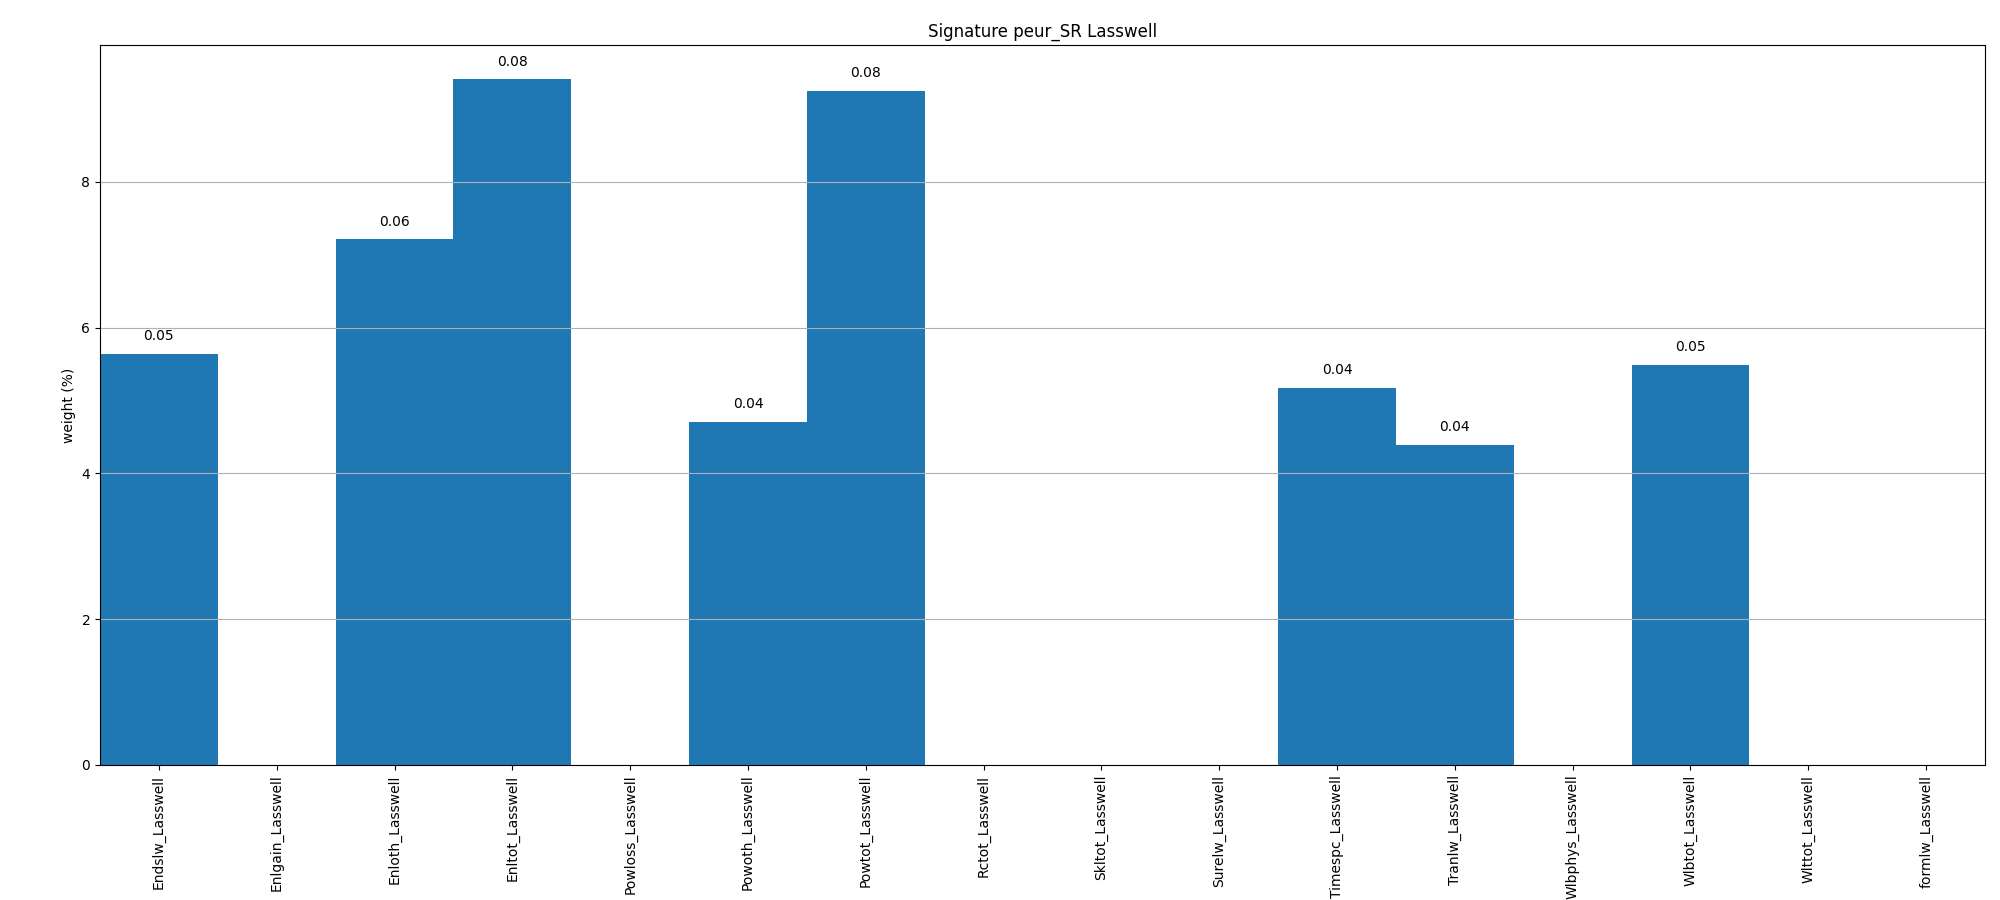 Signature peur_SR Lasswell
0.08
0.08
0.06
0.05
0.04
0.04
0.04
0.05
weight (%)
8
6
4
2
0
Endslw_Lasswell
Enlgain_Lasswell
Enloth_Lasswell
Enltot_Lasswell
Powloss_Lasswell
Powoth_Lasswell
Powtot_Lasswell
Rctot_Lasswell
Skltot_Lasswell
Surelw_Lasswell
Timespc_Lasswell
Tranlw_Lasswell
Wlbphys_Lasswell
Wlbtot_Lasswell
Wlttot_Lasswell
formlw_Lasswell